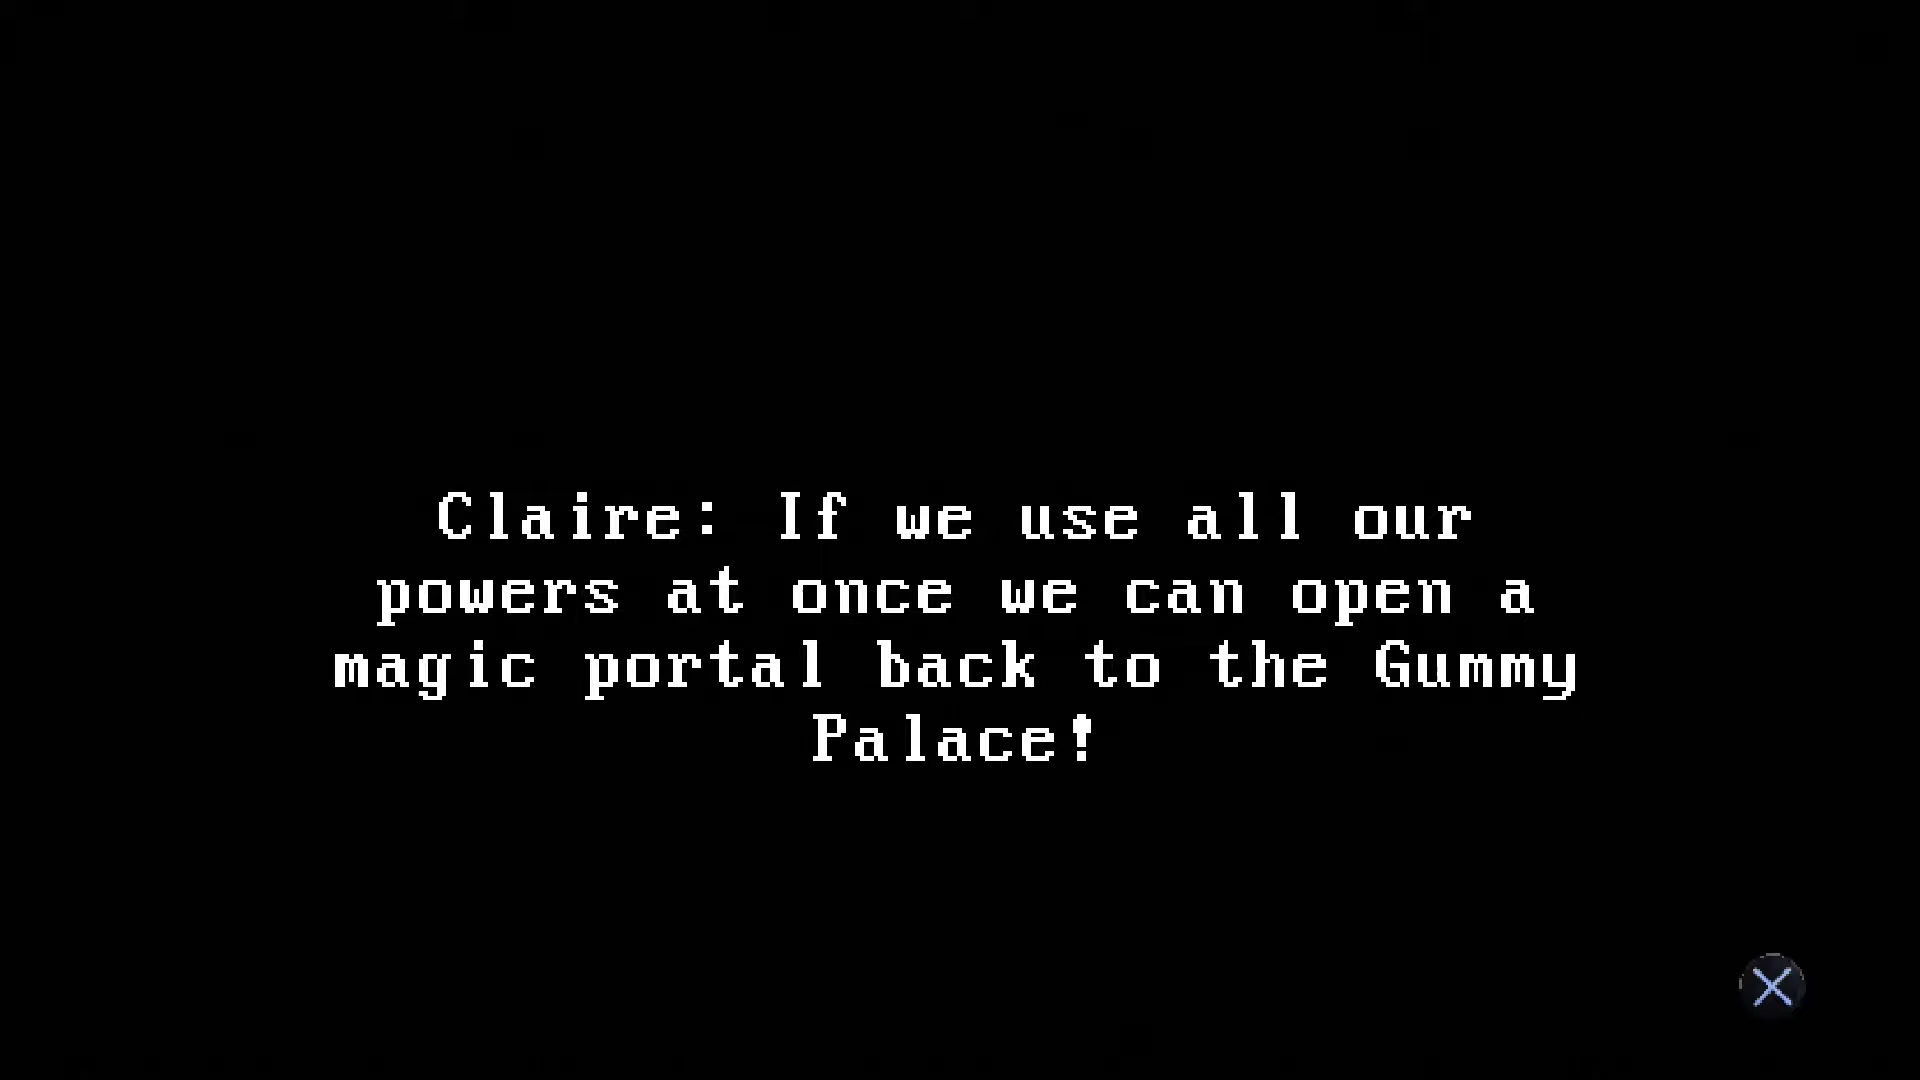 Claire: If we use all our
powers at once we can open a
magic portal back to the Gummy
Palace!